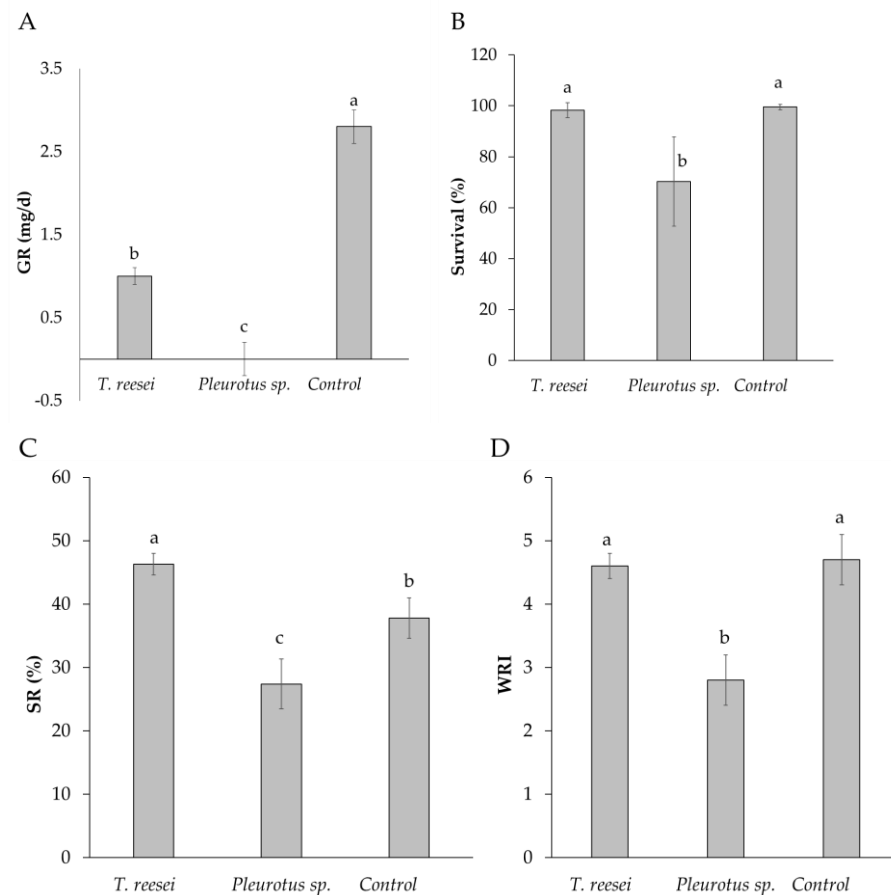 A
GR (mg/d)
3.5
2.5
1.5
0.5
-0.5
b
c
a
T. reesei Pleurotus sp. Control
B
Survival (%)
120
100
80
60
40
20
0
a
b
a
T. reesei Pleurotus sp. Control
C
SR (%)
60
50
40
30
20
10
0
a
c
b
T. reesei Pleurotus sp. Control
D
WRI
6
5
4
3
2
1
0
a
b
a
T. reesei Pleurotus sp. Control